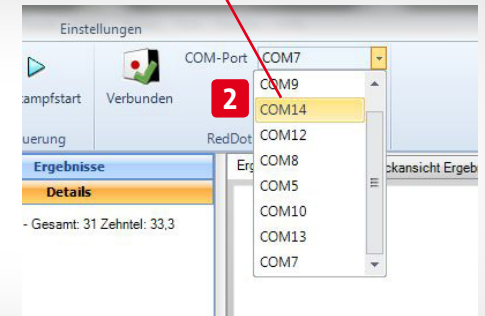 Einstellungen
COM-Port COM7
ampfstart Verbunden
2
COM9
COM14
uerung RedDot
COM12
Ergebnisse
COM8
ckansicht Ergeb
Details
COM5
- Gesamt: 31 Zehntel: 33,3
COM10
COM13
COM7